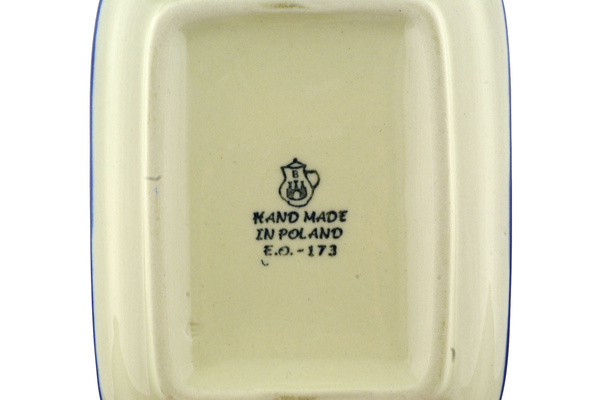 B
HAND MADE
IN POLAND
E.O.-173